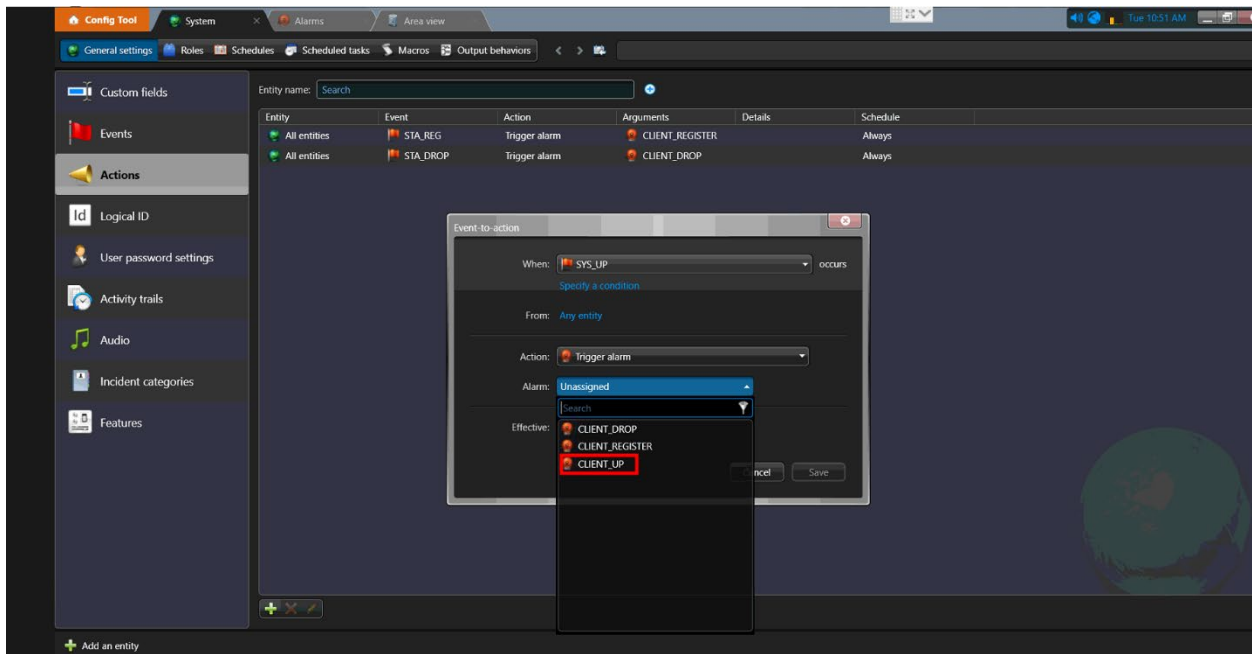 Config Tool System Alarms Area view Tue 10:51 AM
General settings Roles Schedules Scheduled tasks Macros Output behaviors
Custom fields
Events
Actions
Id Logical ID
User password settings
Activity trails
Audio
Incident categories
Features
Entity name: Search
Entity Event Action Arguments Details Schedule
All entities STA_REG Trigger alarm CLIENT_REGISTER Always
All entities STA_DROP Trigger alarm CLIENT_DROP Always
Event-to-action
When: SYS_UP occurs
Specify a condition
From: Any entity
Action: Trigger alarm
Alarm: Unassigned
Search
Effective:
CLIENT_DROP
CLIENT_REGISTER
CLIENT_UP
Save
Add an entity